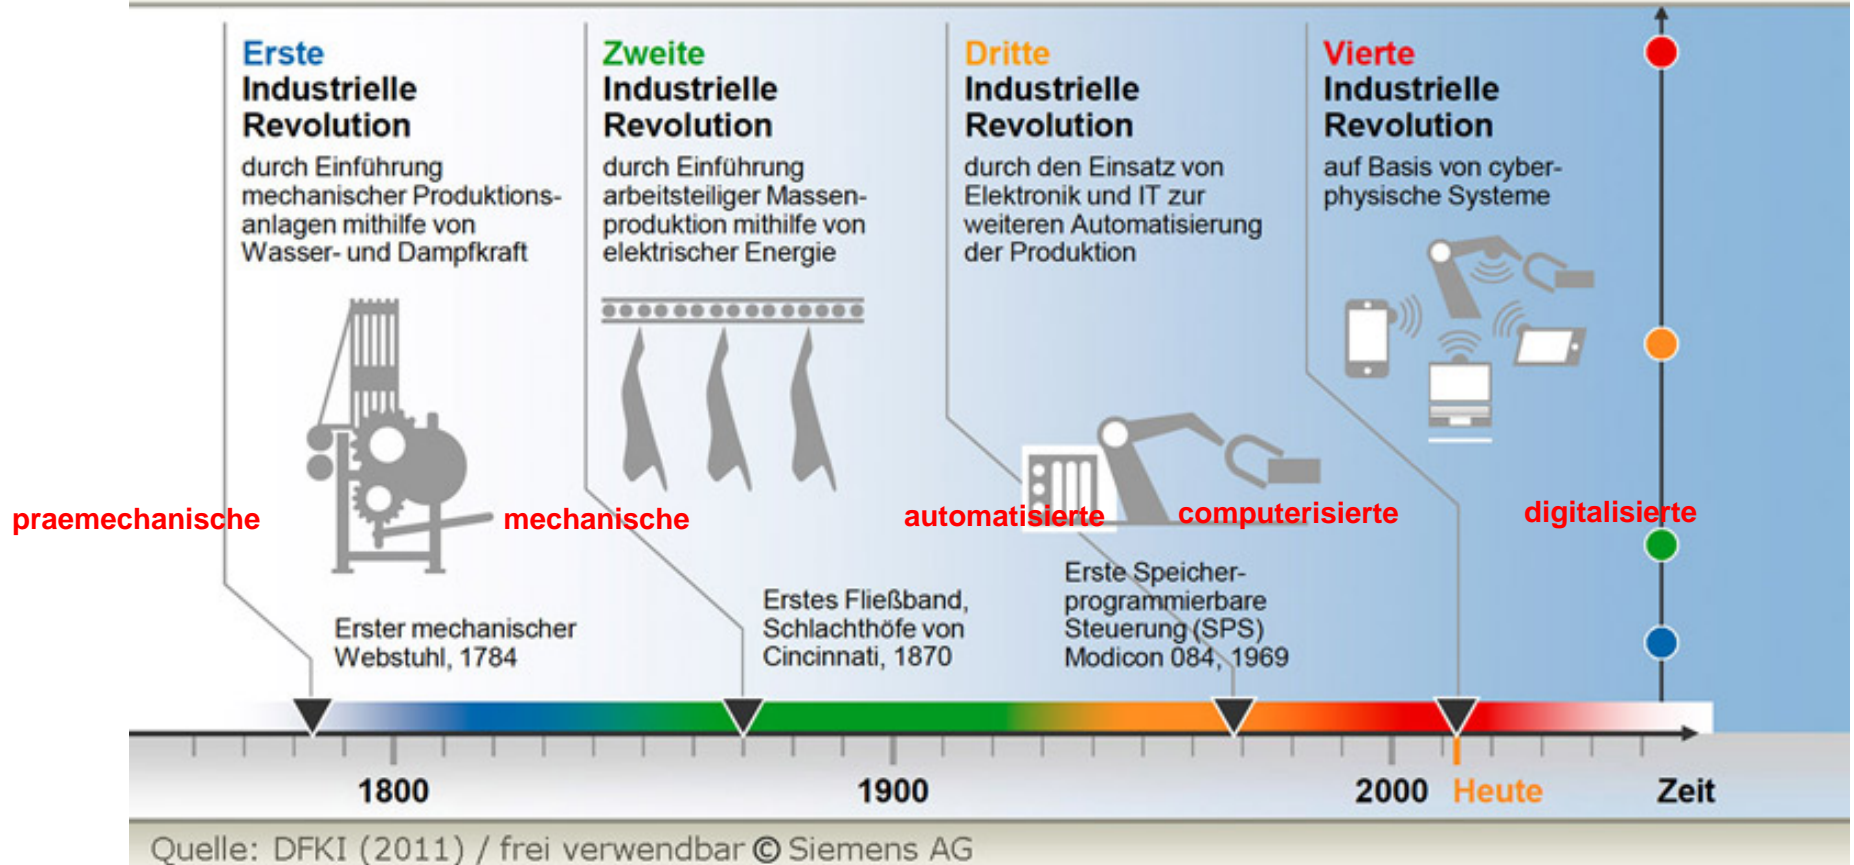 Erste
Industrielle
Revolution
durch Einführung
mechanischer Produktions-
anlagen mithilfe von
Wasser- und Dampfkraft
Zweite
Industrielle
Revolution
durch Einführung
arbeitsteiliger Massen-
produktion mithilfe von
elektrischer Energie
Dritte
Industrielle
Revolution
durch den Einsatz von
Elektronik und IT zur
weiteren Automatisierung
der Produktion
Vierte
Industrielle
Revolution
auf Basis von cyber-
physische Systeme
praemechanische
mechanische
automatisierte
computerisierte
digitalisierte
Erster mechanischer
Webstuhl, 1784
Erstes Fließband,
Schlachthöfe von
Cincinnati, 1870
Erste Speicher-
programmierbare
Steuerung (SPS)
Modicon 084, 1969
1800
1900
2000
Heute
Zeit
Quelle: DFKI (2011) / frei verwendbar © Siemens AG